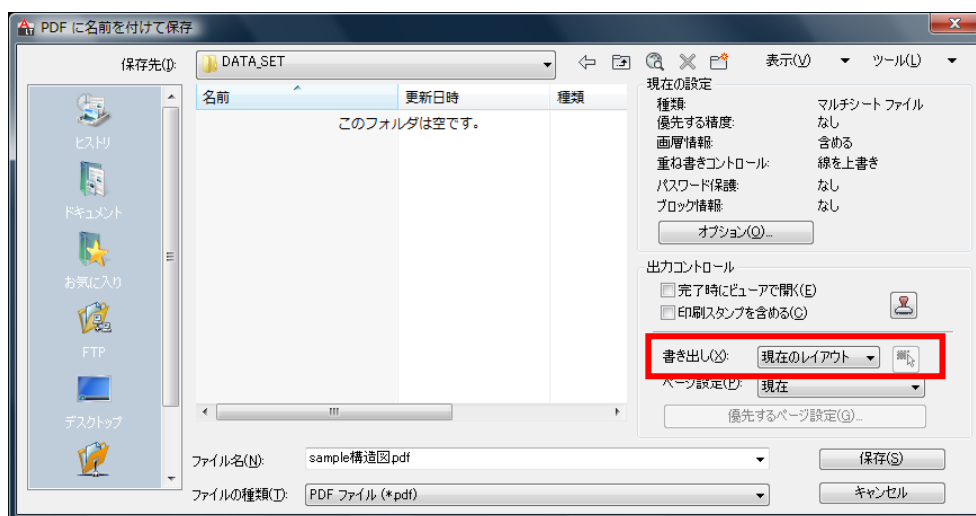 PDF に名前を付けて保存
保存先(I):
DATA_SET
表示(V)
ツール(L)
名前
更新日時
種類
このフォルダは空です。
ヒストリ
ドキュメント
お気に入り
FTP
デスクトップ
現在の設定
種類: マルチシート ファイル
優先する精度: なし
画層情報: 含める
重ね書きコントロール: 線を上書き
パスワード保護: なし
ブロック情報: なし
オプション(O)...
出力コントロール
完了時にビューアで開く(E)
印刷スタンプを含める(C)
書き出し(X): 現在のレイアウト
ページ設定(P): 現在
優先するページ設定(G)...
ファイル名(N): sample構造図.pdf
保存(S)
ファイルの種類(T): PDF ファイル (*.pdf)
キャンセル